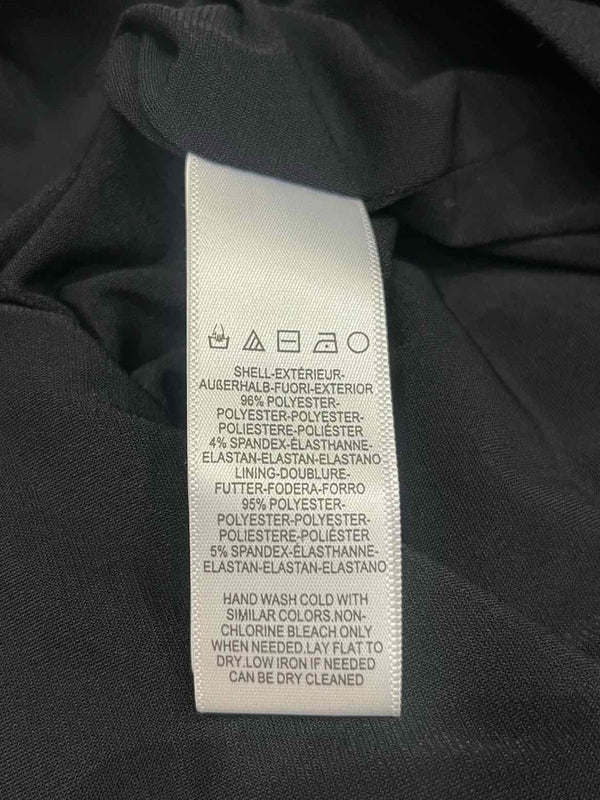 SHELL-EXTÉRIEUR-
AUßERHALB-FUORI-EXTERIOR
96% POLYESTER-
POLYESTER-POLYESTER-
POLIESTERE-POLIÉSTER
4% SPANDEX-ÉLASTHANNE-
ELASTAN-ELASTAN-ELASTANO
LINING-DOUBLURE-
FUTTER-FODERA-FORRO
95% POLYESTER-
POLYESTER-POLYESTER-
POLIESTERE-POLIÉSTER
5% SPANDEX-ÉLASTHANNE-
ELASTAN-ELASTAN-ELASTANO
HAND WASH COLD WITH
SIMILAR COLORS.NON-
CHLORINE BLEACH ONLY
WHEN NEEDED.LAY FLAT TO
DRY.LOW IRON IF NEEDED
CAN BE DRY CLEANED